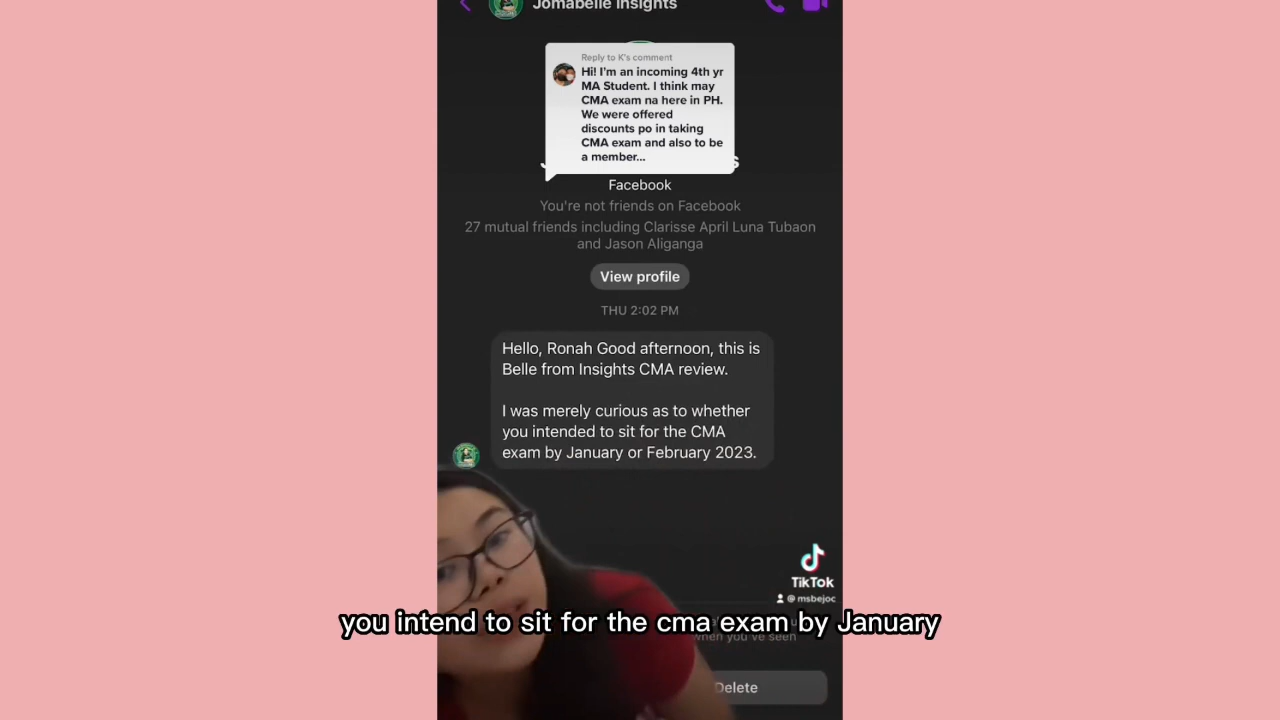 Jomabelle Insights
Reply to K's comment
Hi! I'm an incoming 4th yr
MA Student. I think may
CMA exam na here in PH.
We were offered
discounts po in taking
CMA exam and also to be
a member...
Facebook
You're not friends on Facebook
27 mutual friends including Clarisse April Luna Tubaon
and Jason Aliganga
View profile
THU 2:02 PM
Hello, Ronah Good afternoon, this is
Belle from Insights CMA review.
I was merely curious as to whether
you intended to sit for the CMA
exam by January or February 2023.
TikTok
@ msbejoc
you intend to sit for the cma exam by January
when you've seen
Delete